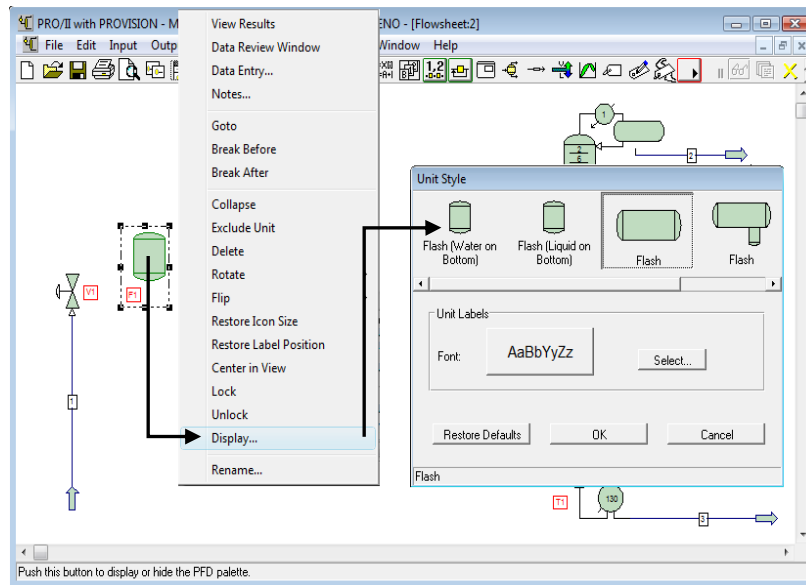 PRO/II with PROVISION - M
ENO - [Flowsheet:2]
File Edit Input Outp
Window Help
1,2
View Results
Data Review Window
Data Entry...
Notes...
Goto
Break Before
Break After
Collapse
Exclude Unit
Delete
Rotate
Flip
Restore Icon Size
Restore Label Position
Center in View
Lock
Unlock
Display...
Rename...
V1
F1
1
1
2
6
2
Unit Style
Flash (Water on
Bottom)
Flash (Liquid on
Bottom)
Flash
Flash
Unit Labels
Font:
AaBbYyZz
Select...
Restore Defaults
OK
Cancel
Flash
T1
130
3
Push this button to display or hide the PFD palette.